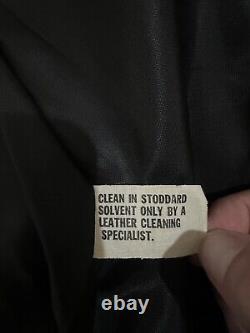 CLEAN IN STODDARD
SOLVENT ONLY BY A
LEATHER CLEANING
SPECIALIST.